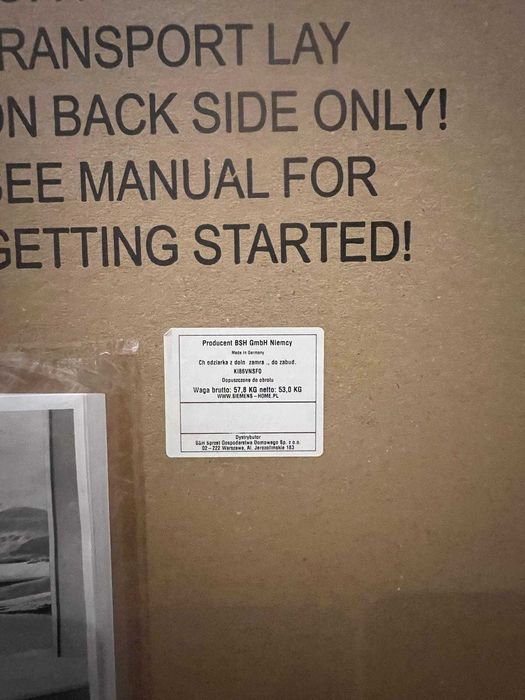 RANSPORT LAY
ON BACK SIDE ONLY!
SEE MANUAL FOR
GETTING STARTED!
Producent BSH GmbH Niemcy
Made in Germany
Ch odziarka z doln zamra .. do zabud.
KI86VNSF0
Dopuszczone do obrotu
Waga brutto: 57,8 KG netto: 53,0 KG
WWW.SIEMENS-HOME.PL
Dystrybutor
BSH Sprzęt Gospodarstwa Domowego Sp. z o.o.
02-222 Warszawa, Al. Jerozolimskie 183